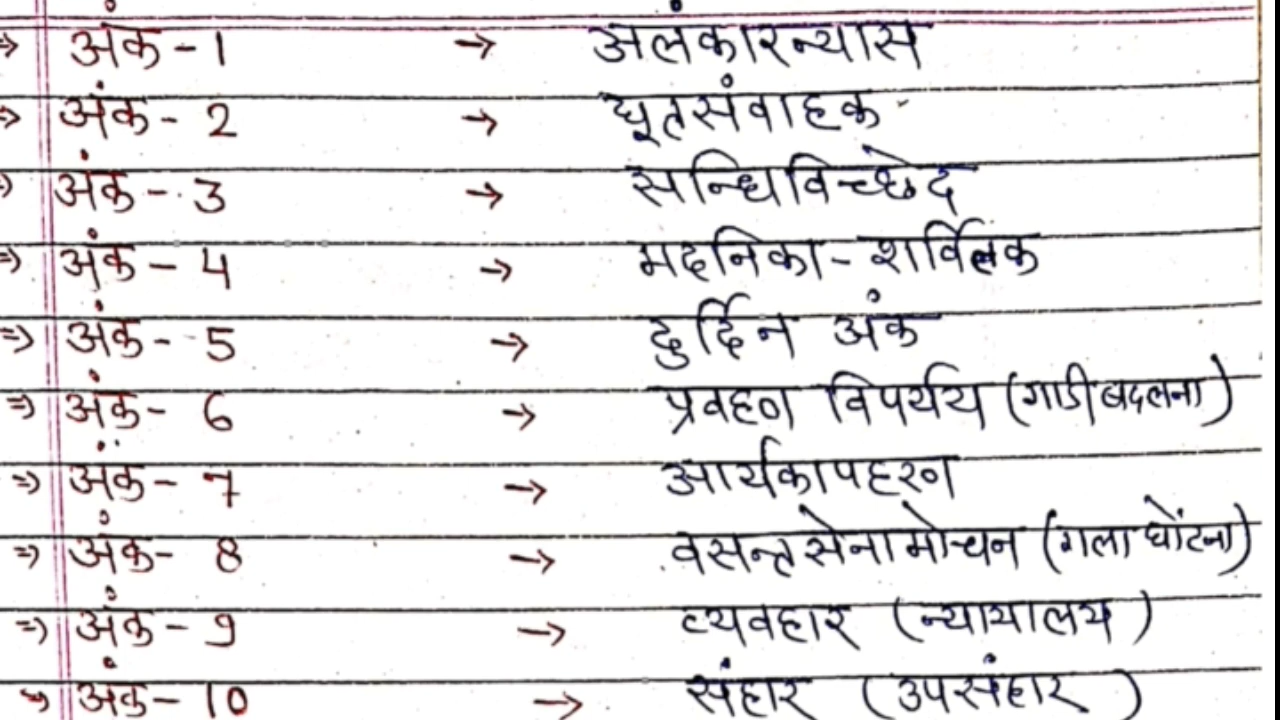 ⇒ अंक - 1 → अलंकारन्यास
⇒ अंक - 2 → द्यूतसंवाहक
⇒ अंक - 3 → सन्धिविच्छेद
⇒ अंक - 4 → मदनिका - शर्विलक
⇒ अंक - 5 → दुर्दिन अंक
⇒ अंक - 6 → प्रवहण विपर्यय (गाडी बदलना)
⇒ अंक - 7 → आर्यकापहरण
⇒ अंक - 8 → वसन्तसेनामोचन (गला घोंटना)
⇒ अंक - 9 → व्यवहार (न्यायालय)
⇒ अंक - 10 → संहार (उपसंहार)